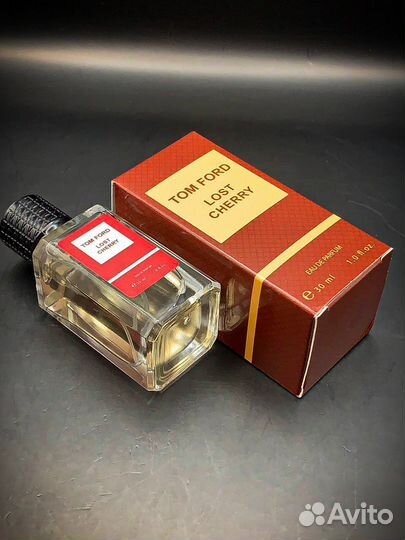 TOM FORD
LOST
CHERRY
EAU DE PARFUM
℮ 30 ml 1.0 fl.oz.
TOM FORD
LOST
CHERRY
Avito